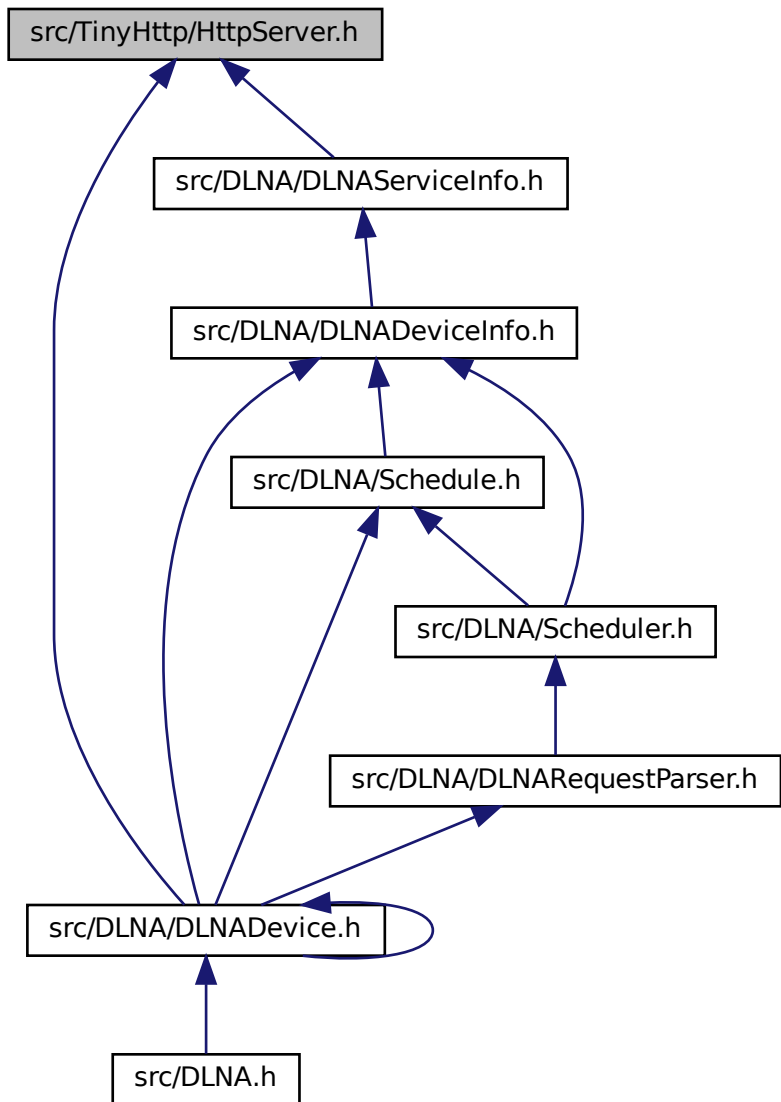 src/TinyHttp/HttpServer.h
src/DLNA/DLNAServiceInfo.h
src/DLNA/DLNADeviceInfo.h
src/DLNA/Schedule.h
src/DLNA/Scheduler.h
src/DLNA/DLNARequestParser.h
src/DLNA/DLNADevice.h
src/DLNA.h